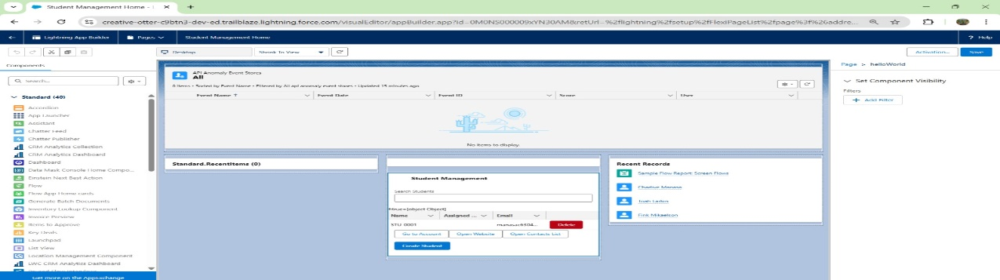 Student Management Home - 
creative-otter-c9btn3-dev-ed.trailblaze.lightning.force.com/visualEditor/appBuilder.app?id=0M0NS000009xYN30AM&retUrl=%2flightning%2fsetup%2fFlexiPageList%2fpage%3f%26addre...
Lightning App Builder
Pages
Student Management Home
? Help
Desktop
Shrink To View
Activation...
Save
Components
Search...
Standard (40)
Accordion
App Launcher
Assistant
Chatter Feed
Chatter Publisher
CRM Analytics Collection
CRM Analytics Dashboard
Dashboard
Data Mask Console Home Compo...
Einstein Next Best Action
Flow
Flow App Home cards
Generate Batch Documents
Inventory Lookup Component
Invoice Preview
Items to Approve
Key Deals
Launchpad
List View
Location Management Component
LWC CRM Analytics Dashboard
Get more on the AppExchange
API Anomaly Event Stores
All
0 items • Sorted by Event Name • Filtered by All api anomaly event stores • Updated 15 minutes ago
Event Name ↑ Event Date Event ID Score User
No items to display.
Standard.RecentItems (0)
Student Management
Search Students
if:true=[object Object]
Name Assigned ... Email
STU-0001 manasac6304... Delete
Go to Account Open Website Open Contacts List
Create Student
Recent Records
Sample Flow Report: Screen Flows
Charlive Manasa
Page > helloWorld
Set Component Visibility
Filters
+ Add Filter